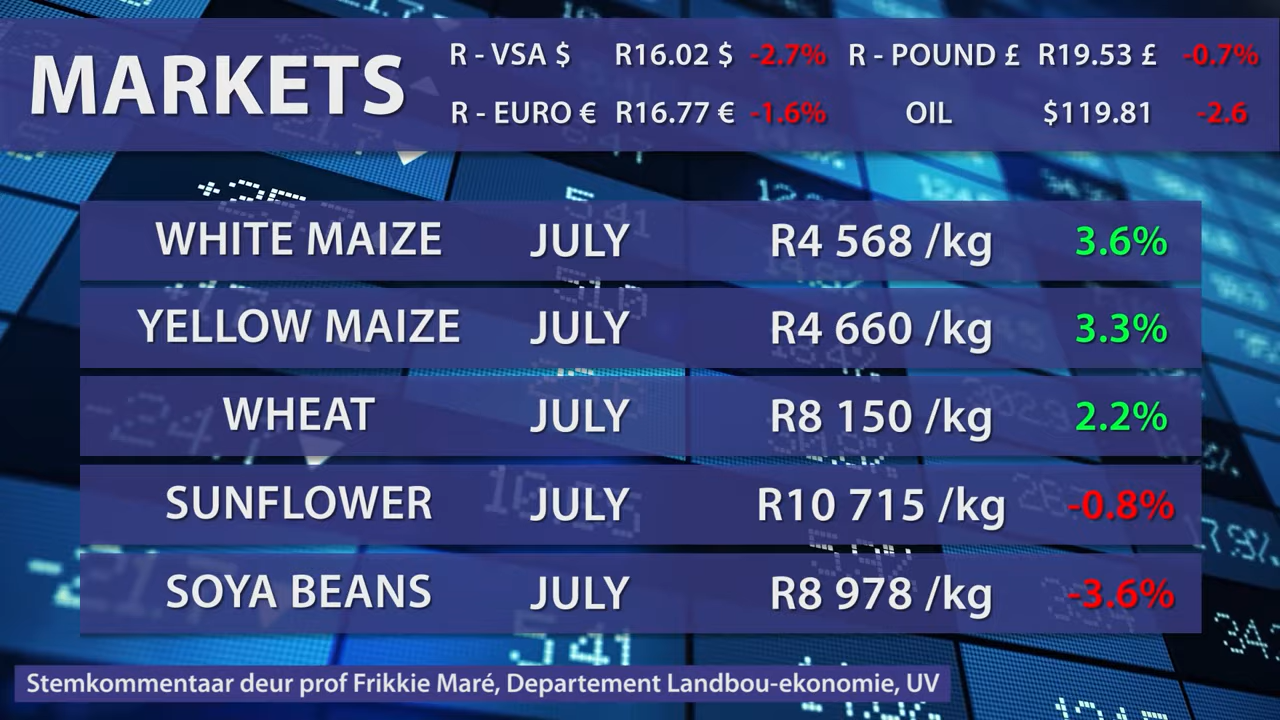 MARKETS
R - VSA $ R16.02 $ -2.7% R - POUND £ R19.53 £ -0.7%
R - EURO € R16.77 € -1.6% OIL $119.81 -2.6
WHITE MAIZE JULY R4 568 /kg 3.6%
YELLOW MAIZE JULY R4 660 /kg 3.3%
WHEAT JULY R8 150 /kg 2.2%
SUNFLOWER JULY R10 715 /kg -0.8%
SOYA BEANS JULY R8 978 /kg -3.6%
Stemkommentaar deur prof Frikkie Maré, Departement Landbou-ekonomie, UV